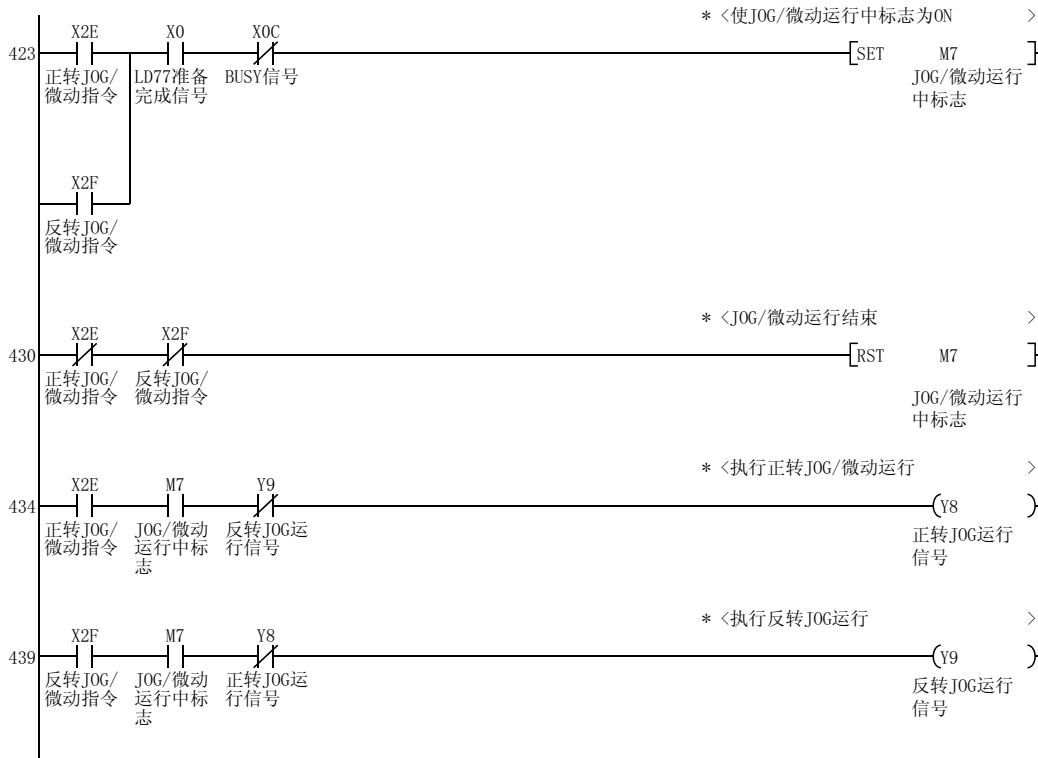 * <使JOG/微动运行中标志为ON >
X2E X0 X0C
423 [SET M7 ]
正转JOG/ LD77准备 BUSY信号 JOG/微动运行
微动指令 完成信号 中标志
X2F
反转JOG/
微动指令
* <JOG/微动运行结束 >
X2E X2F
430 [RST M7 ]
正转JOG/ 反转JOG/
微动指令 微动指令 JOG/微动运行
中标志
* <执行正转JOG/微动运行 >
X2E M7 Y9
434 (Y8 )
正转JOG/ JOG/微动 反转JOG运 正转JOG运行
微动指令 运行中标 行信号 信号
志
* <执行反转JOG运行 >
X2F M7 Y8
439 (Y9 )
反转JOG/ JOG/微动 正转JOG运 反转JOG运行
微动指令 运行中标 行信号 信号
志